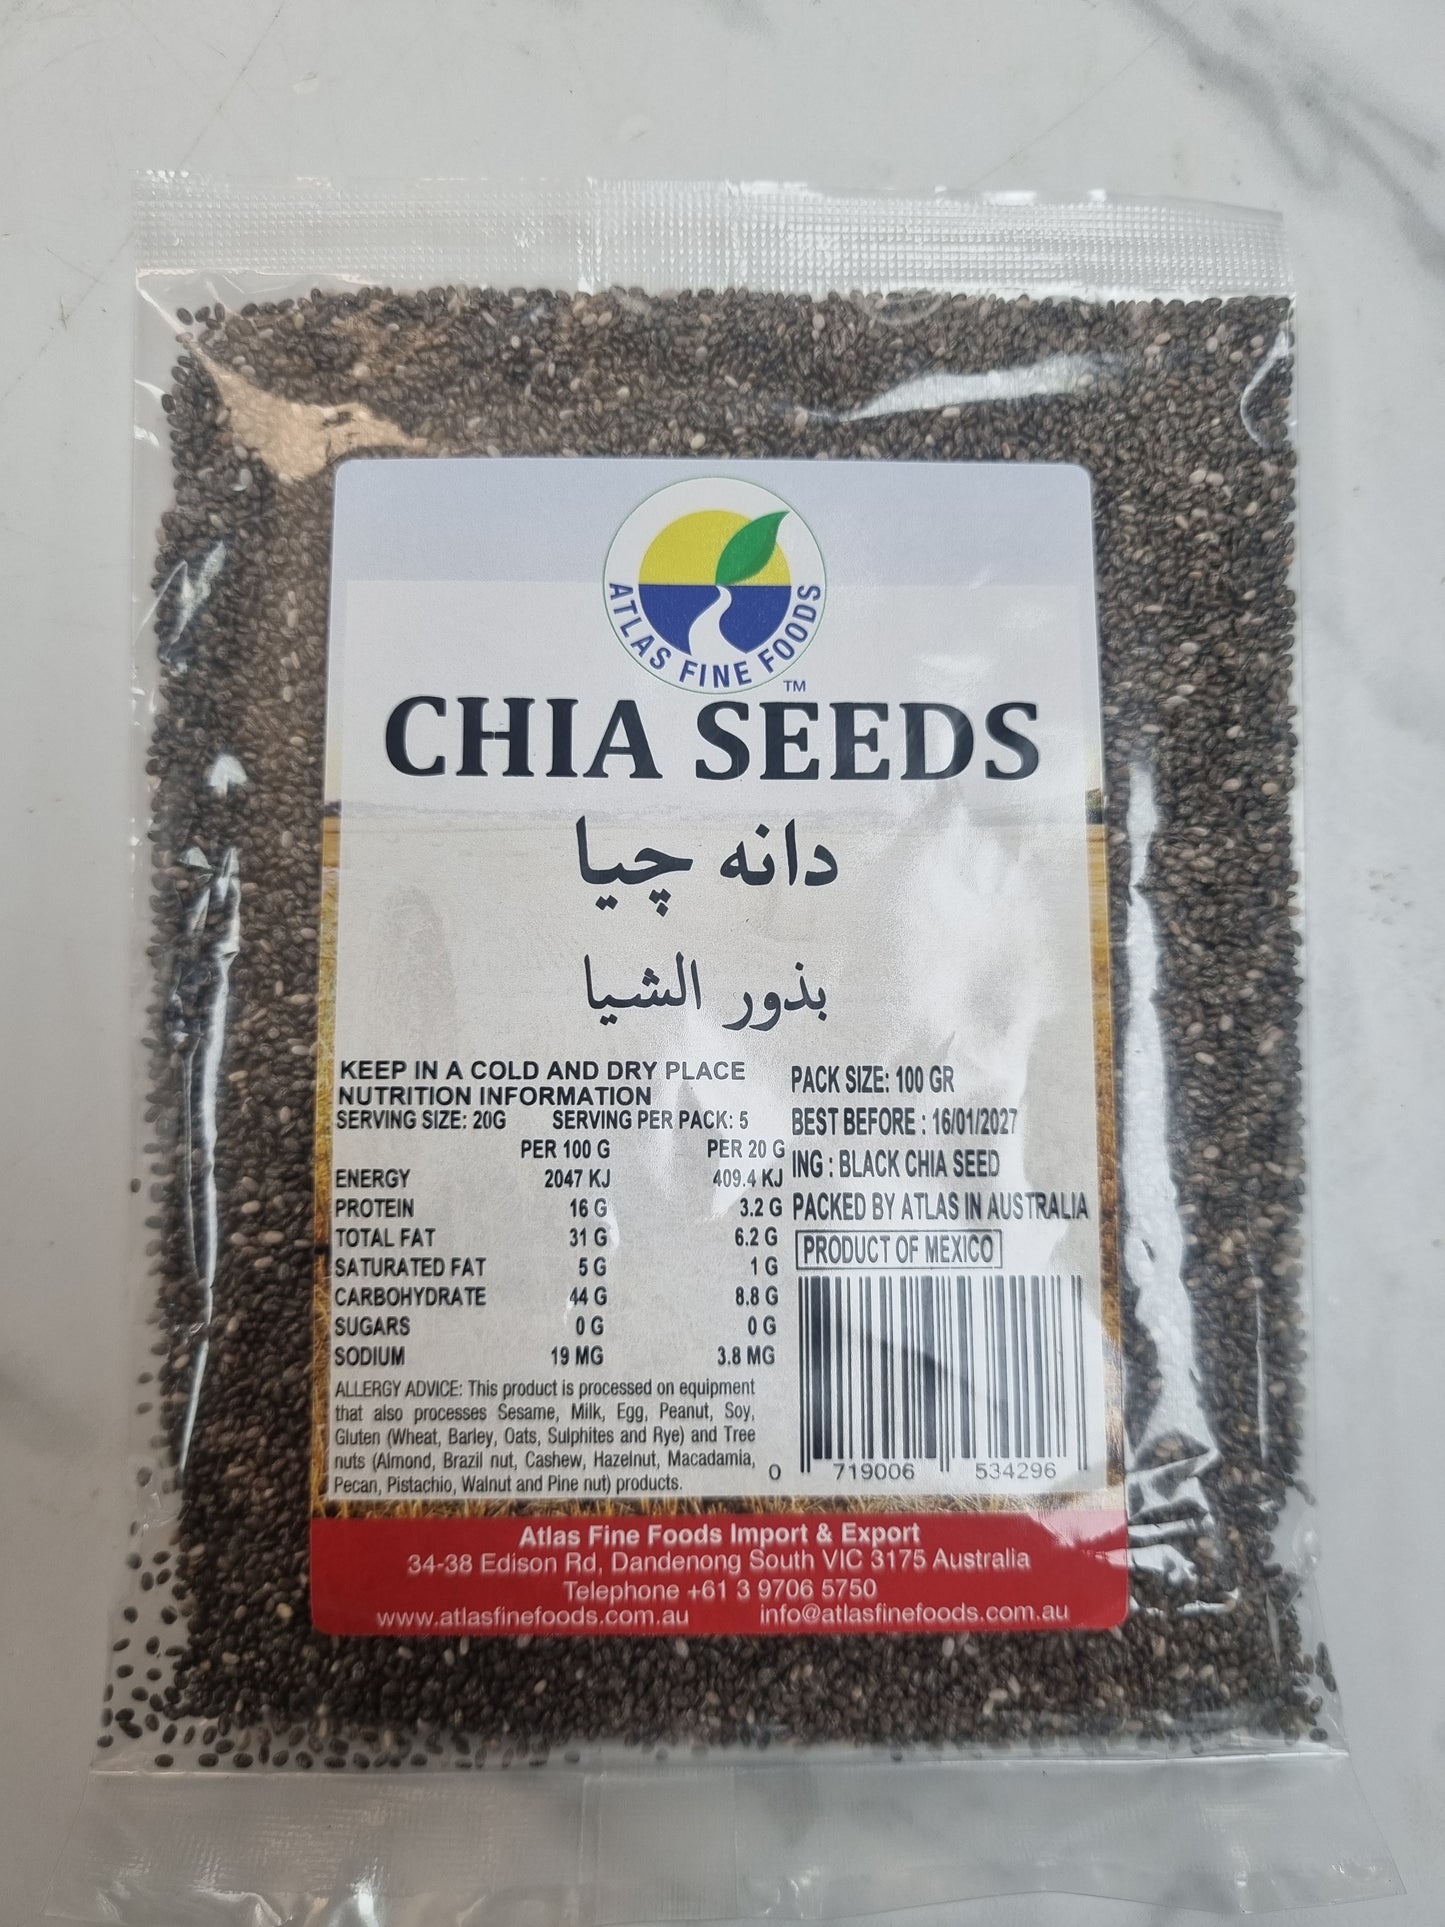 ATLAS FINE FOODS
TM
CHIA SEEDS
دانه چیا
بذور الشيا
KEEP IN A COLD AND DRY PLACE
NUTRITION INFORMATION
SERVING SIZE: 20G SERVING PER PACK: 5
PER 100 G PER 20 G
ENERGY 2047 KJ 409.4 KJ
PROTEIN 16 G 3.2 G
TOTAL FAT 31 G 6.2 G
SATURATED FAT 5 G 1 G
CARBOHYDRATE 44 G 8.8 G
SUGARS 0 G 0 G
SODIUM 19 MG 3.8 MG
ALLERGY ADVICE: This product is processed on equipment
that also processes Sesame, Milk, Egg, Peanut, Soy,
Gluten (Wheat, Barley, Oats, Sulphites and Rye) and Tree
nuts (Almond, Brazil nut, Cashew, Hazelnut, Macadamia,
Pecan, Pistachio, Walnut and Pine nut) products.
PACK SIZE: 100 GR
BEST BEFORE : 16/01/2027
ING : BLACK CHIA SEED
PACKED BY ATLAS IN AUSTRALIA
PRODUCT OF MEXICO
0 719006 534296
Atlas Fine Foods Import & Export
34-38 Edison Rd, Dandenong South VIC 3175 Australia
Telephone +61 3 9706 5750
www.atlasfinefoods.com.au info@atlasfinefoods.com.au